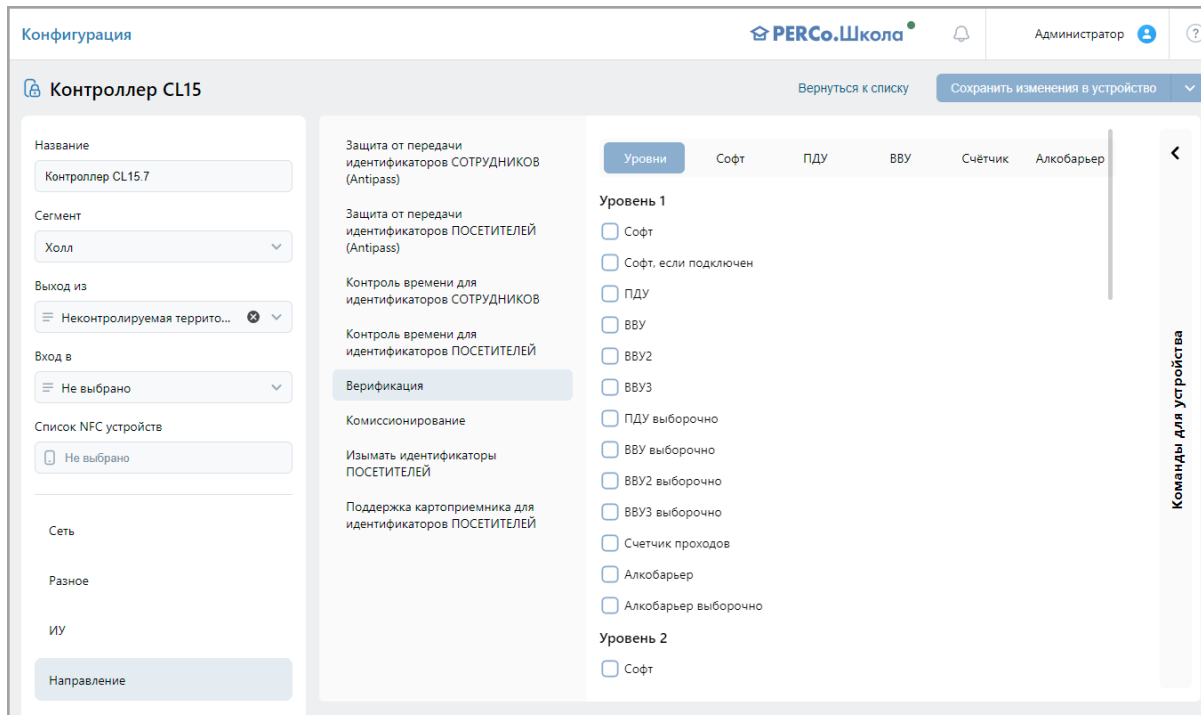 Конфигурация
PERCo.Школа
Администратор
?
Контроллер CL15
Вернуться к списку
Сохранить изменения в устройство
Название
Контроллер CL15.7
Сегмент
Холл
Выход из
Неконтролируемая террито...
Вход в
Не выбрано
Список NFC устройств
Не выбрано
Сеть
Разное
ИУ
Направление
Защита от передачи
идентификаторов СОТРУДНИКОВ
(Antipass)
Защита от передачи
идентификаторов ПОСЕТИТЕЛЕЙ
(Antipass)
Контроль времени для
идентификаторов СОТРУДНИКОВ
Контроль времени для
идентификаторов ПОСЕТИТЕЛЕЙ
Верификация
Комиссионирование
Изымать идентификаторы
ПОСЕТИТЕЛЕЙ
Поддержка картоприемника для
идентификаторов ПОСЕТИТЕЛЕЙ
Уровни Софт ПДУ ВВУ Счётчик Алкобарьер
Уровень 1
Софт
Софт, если подключен
ПДУ
ВВУ
ВВУ2
ВВУ3
ПДУ выборочно
ВВУ выборочно
ВВУ2 выборочно
ВВУ3 выборочно
Счетчик проходов
Алкобарьер
Алкобарьер выборочно
Уровень 2
Софт
Команды для устройства